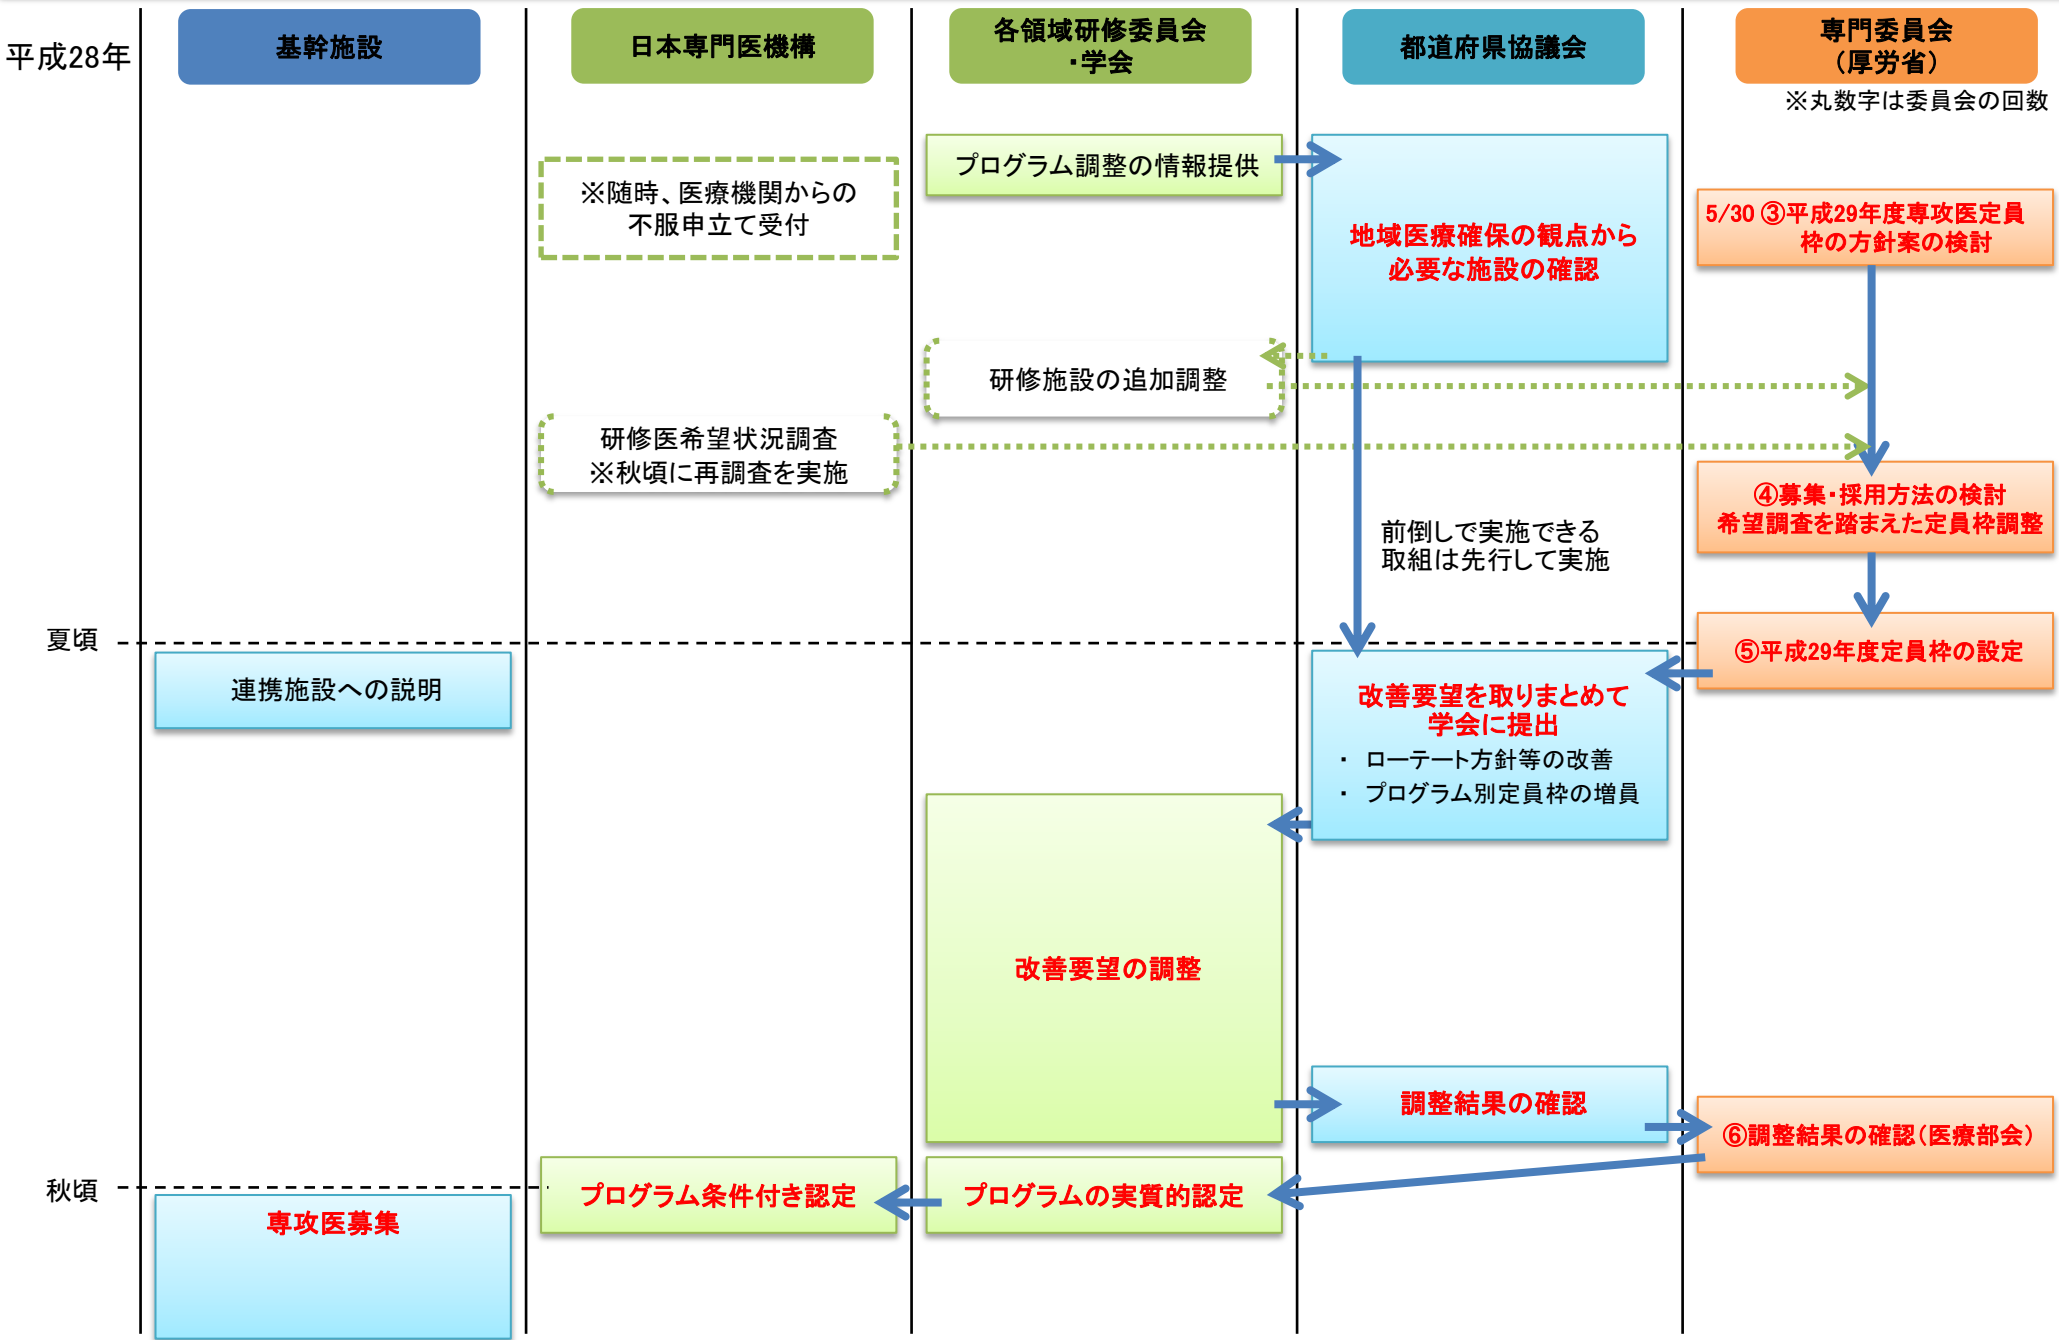 平成28年
基幹施設
日本専門医機構
各領域研修委員会
・学会
都道府県協議会
専門委員会
（厚労省）
※丸数字は委員会の回数
プログラム調整の情報提供
※随時、医療機関からの
不服申立て受付
地域医療確保の観点から
必要な施設の確認
5/30 ③平成29年度専攻医定員
枠の方針案の検討
研修施設の追加調整
研修医希望状況調査
※秋頃に再調査を実施
④募集・採用方法の検討
希望調査を踏まえた定員枠調整
前倒しで実施できる
取組は先行して実施
夏頃
⑤平成29年度定員枠の設定
連携施設への説明
改善要望を取りまとめて
学会に提出
・ ローテート方針等の改善
・ プログラム別定員枠の増員
改善要望の調整
調整結果の確認
⑥調整結果の確認（医療部会）
秋頃
プログラム条件付き認定
プログラムの実質的認定
専攻医募集